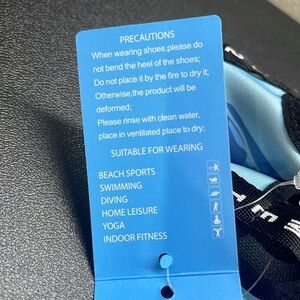 PRECAUTIONS
When wearing shoes,please do
not bend the heel of the shoes;
Do not place it by the fire to dry it;
Otherwise,the product will be
deformed;
Please rinse with clean water,
place in ventilated place to dry;
SUITABLE FOR WEARING
BEACH SPORTS
SWIMMING
DIVING
HOME LEISURE
YOGA
INDOOR FITNESS